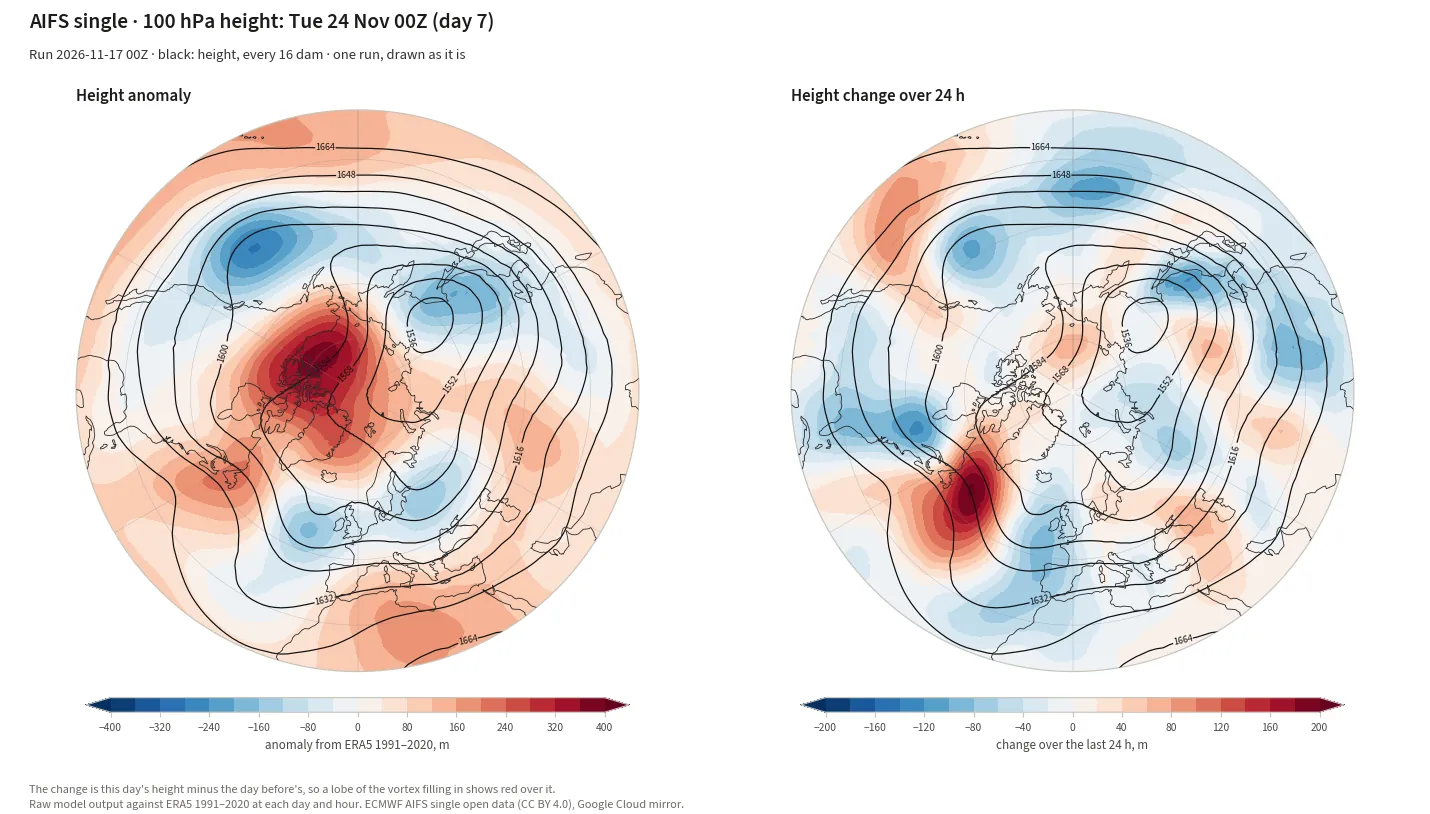 AIFS single · 100 hPa height: Tue 24 Nov 00Z (day 7)
Run 2026-11-17 00Z · black: height, every 16 dam · one run, drawn as it is
Height anomaly
1664
1648
1600
1536
1584
1568
1552
1616
1632
1664
−400 −320 −240 −160 −80 0 80 160 240 320 400
anomaly from ERA5 1991–2020, m
Height change over 24 h
1664
1648
1600
1536
1584
1568
1552
1616
1632
1664
−200 −160 −120 −80 −40 0 40 80 120 160 200
change over the last 24 h, m
The change is this day's height minus the day before's, so a lobe of the vortex filling in shows red over it.
Raw model output against ERA5 1991–2020 at each day and hour. ECMWF AIFS single open data (CC BY 4.0), Google Cloud mirror.